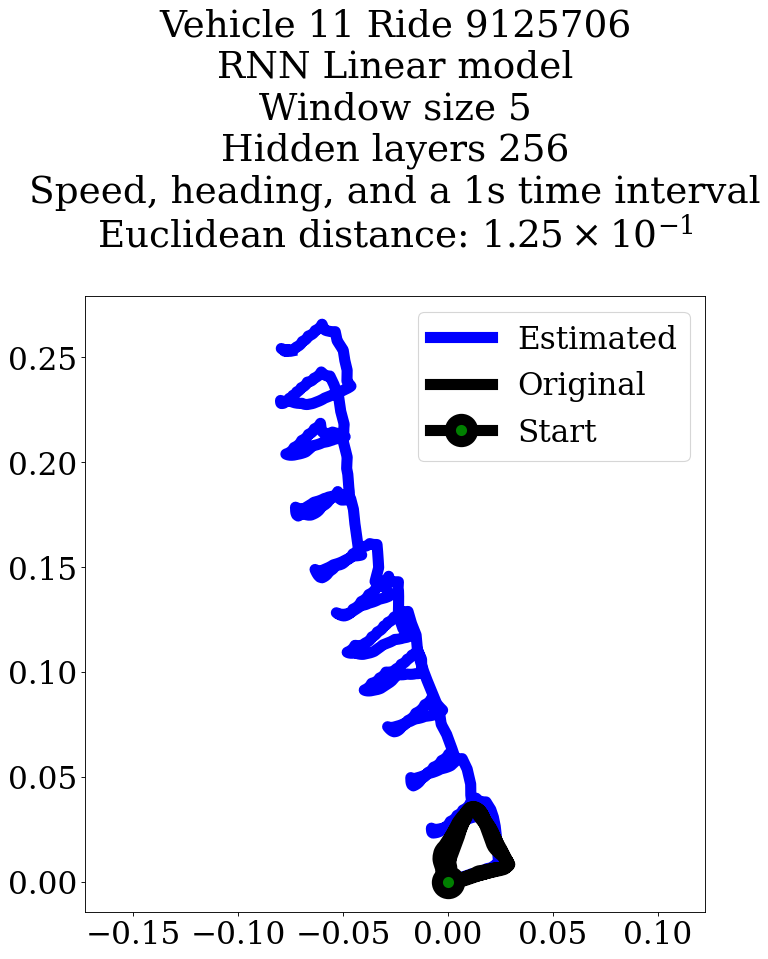 Vehicle 11 Ride 9125706
RNN Linear model
Window size 5
Hidden layers 256
Speed, heading, and a 1s time interval
Euclidean distance: 1.25 × 10⁻¹
Estimated
Original
Start
0.25
0.20
0.15
0.10
0.05
0.00
−0.15 −0.10 −0.05 0.00 0.05 0.10